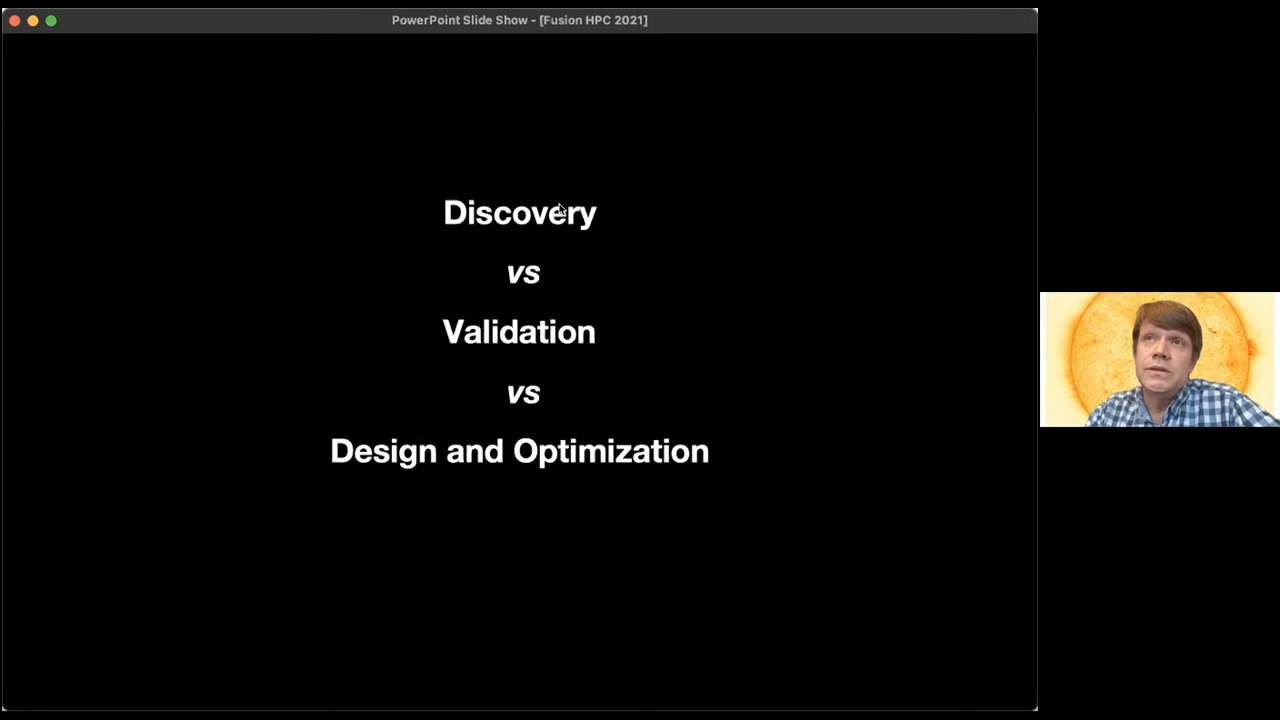 PowerPoint Slide Show - [Fusion HPC 2021]
Discovery
vs
Validation
vs
Design and Optimization